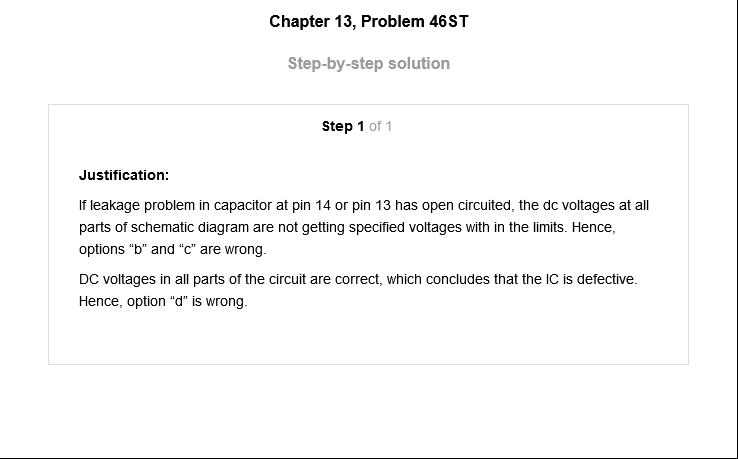 Chapter 13, Problem 46ST
Step-by-step solution
Step 1 of 1
Justification:
If leakage problem in capacitor at pin 14 or pin 13 has open circuited, the dc voltages at all
parts of schematic diagram are not getting specified voltages with in the limits. Hence,
options “b” and “c” are wrong.
DC voltages in all parts of the circuit are correct, which concludes that the IC is defective.
Hence, option “d” is wrong.